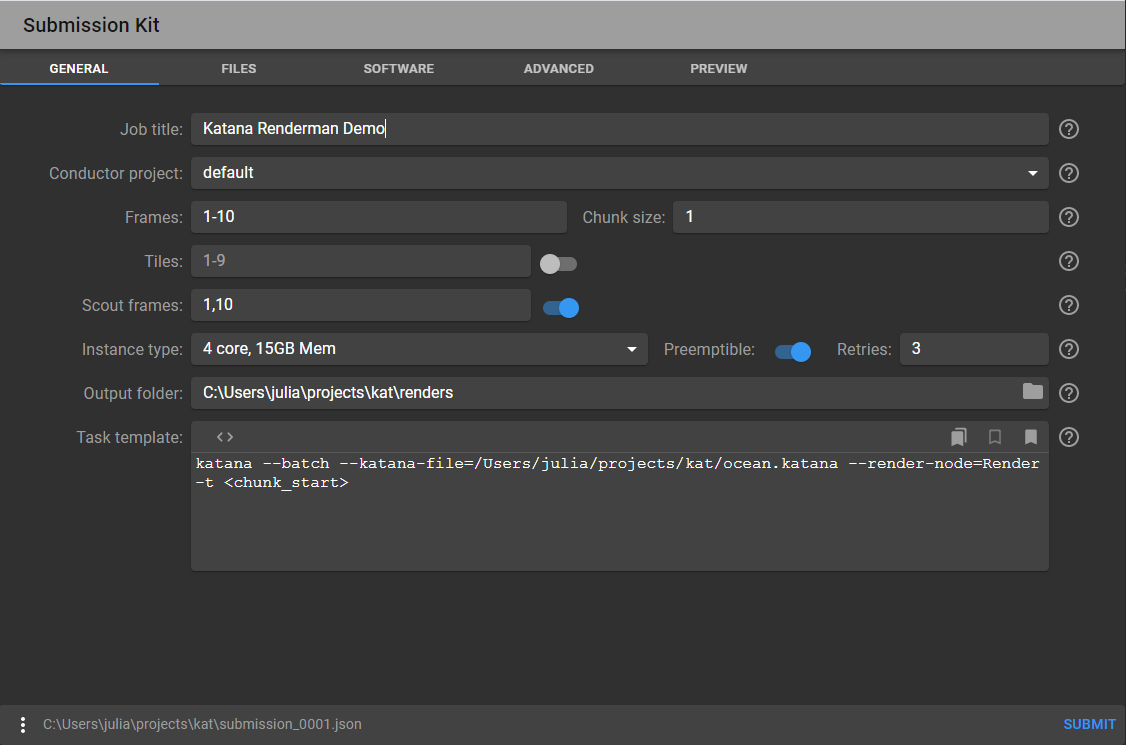 Submission Kit
GENERAL FILES SOFTWARE ADVANCED PREVIEW
Job title: Katana Renderman Demo
Conductor project: default
Frames: 1-10 Chunk size: 1
Tiles: 1-9
Scout frames: 1,10
Instance type: 4 core, 15GB Mem Preemptible: Retries: 3
Output folder: C:\Users\julia\projects\kat\renders
Task template: <>
katana --batch --katana-file=/Users/julia/projects/kat/ocean.katana --render-node=Render
-t <chunk_start>
C:\Users\julia\projects\kat\submission_0001.json SUBMIT